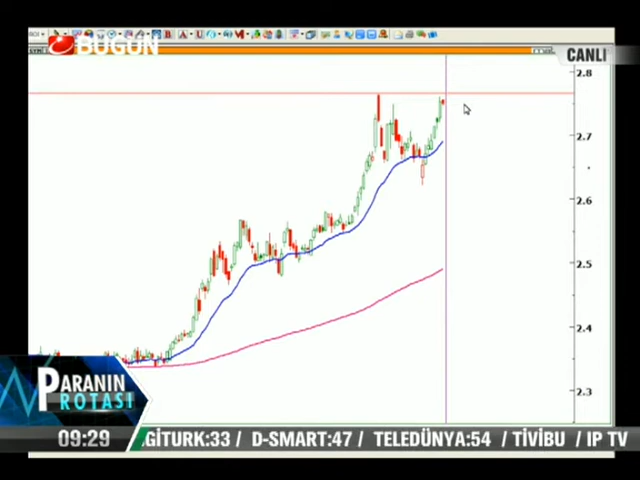 BUGÜN
CANLI
2.8
2.7
2.6
2.5
2.4
2.3
PARANIN
ROTASI
09:29
GİTURK:33 / D-SMART:47 / TELEDÜNYA:54 / TİVİBU / IP TV